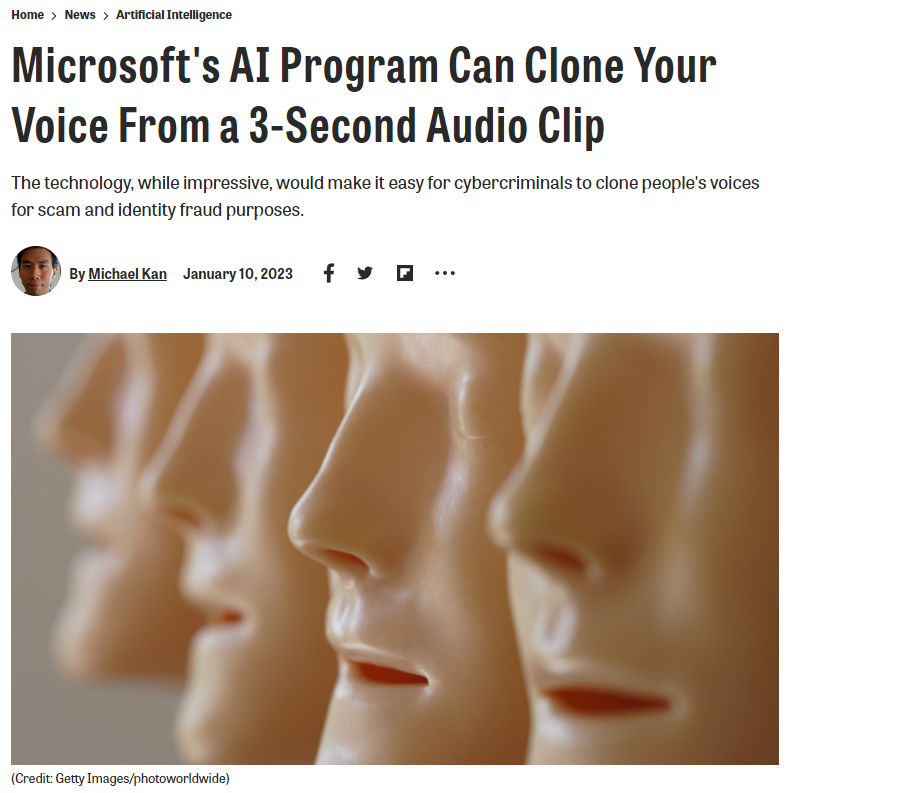 Home > News > Artificial Intelligence
Microsoft's AI Program Can Clone Your
Voice From a 3-Second Audio Clip
The technology, while impressive, would make it easy for cybercriminals to clone people's voices
for scam and identity fraud purposes.
By Michael Kan January 10, 2023
(Credit: Getty Images/photoworldwide)